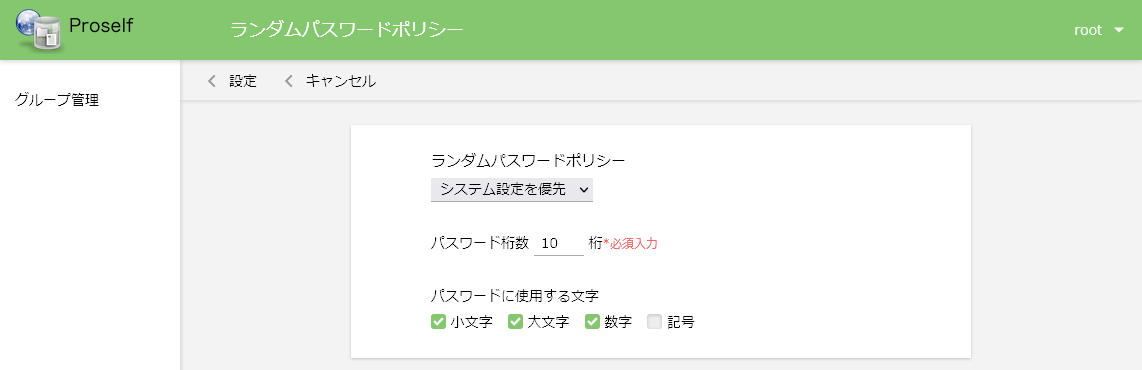 Proself
ランダムパスワードポリシー
root
グループ管理
設定 キャンセル
ランダムパスワードポリシー
システム設定を優先
パスワード桁数 10 桁*必須入力
パスワードに使用する文字
小文字 大文字 数字 記号